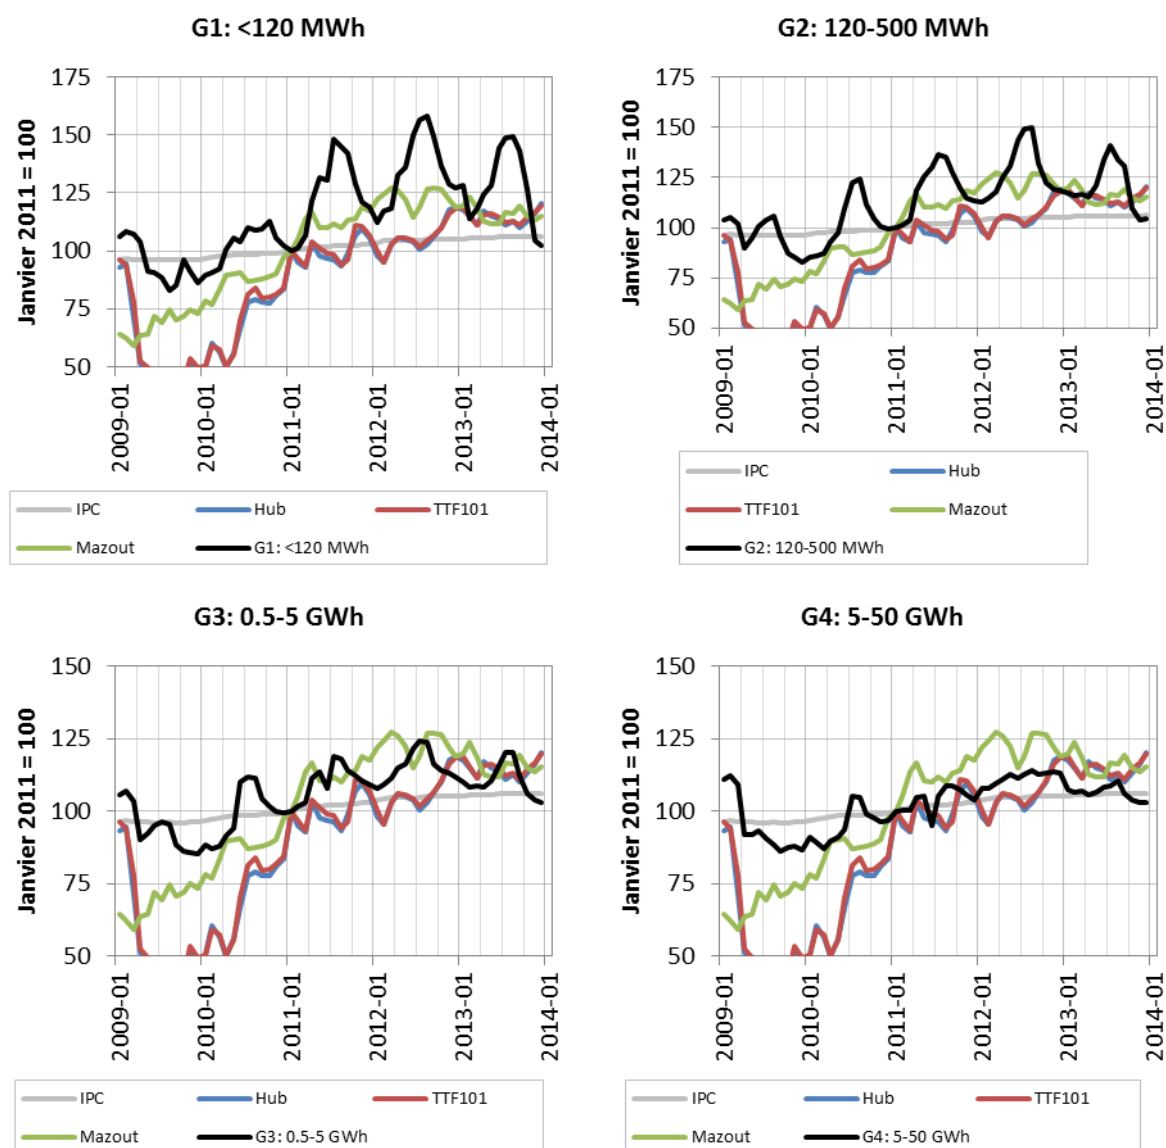 G1: <120 MWh
Janvier 2011 = 100
175
150
125
100
75
50
2009-01
2010-01
2011-01
2012-01
2013-01
2014-01
IPC Hub TTF101
Mazout G1: <120 MWh
G2: 120-500 MWh
Janvier 2011 = 100
175
150
125
100
75
50
2009-01
2010-01
2011-01
2012-01
2013-01
2014-01
IPC Hub
TTF101 Mazout
G2: 120-500 MWh
G3: 0.5-5 GWh
Janvier 2011 = 100
150
125
100
75
50
2009-01
2010-01
2011-01
2012-01
2013-01
2014-01
IPC Hub TTF101
Mazout G3: 0.5-5 GWh
G4: 5-50 GWh
Janvier 2011 = 100
150
125
100
75
50
2009-01
2010-01
2011-01
2012-01
2013-01
2014-01
IPC Hub TTF101
Mazout G4: 5-50 GWh